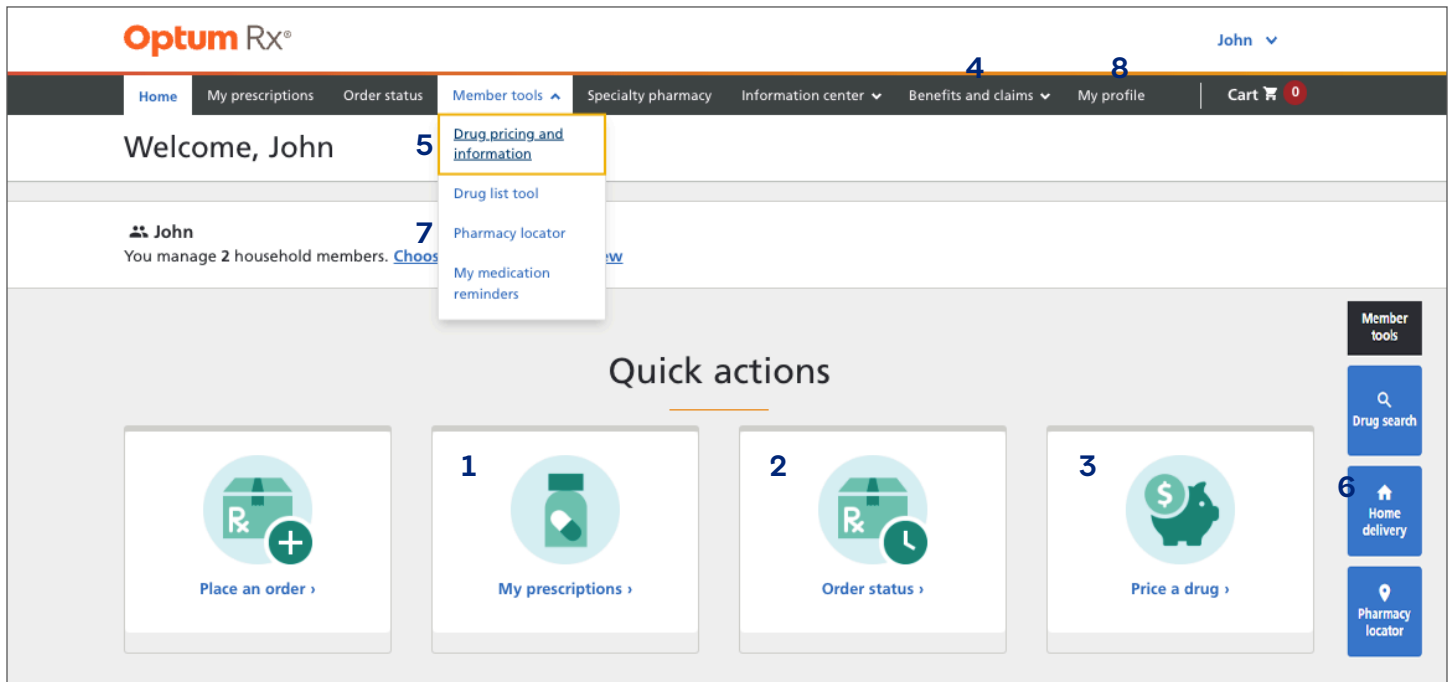 Optum Rx®
John
4
8
Home
My prescriptions
Order status
Member tools
Specialty pharmacy
Information center
Benefits and claims
My profile
Cart
0
Welcome, John
5
Drug pricing and
information
Drug list tool
Pharmacy locator
My medication
reminders
7
John
You manage 2 household members. Choos
ew
Quick actions
Member
tools
Drug search
6
Home
delivery
Pharmacy
locator
Rx
Place an order ›
1
My prescriptions ›
2
Rx
Order status ›
3
$
Price a drug ›